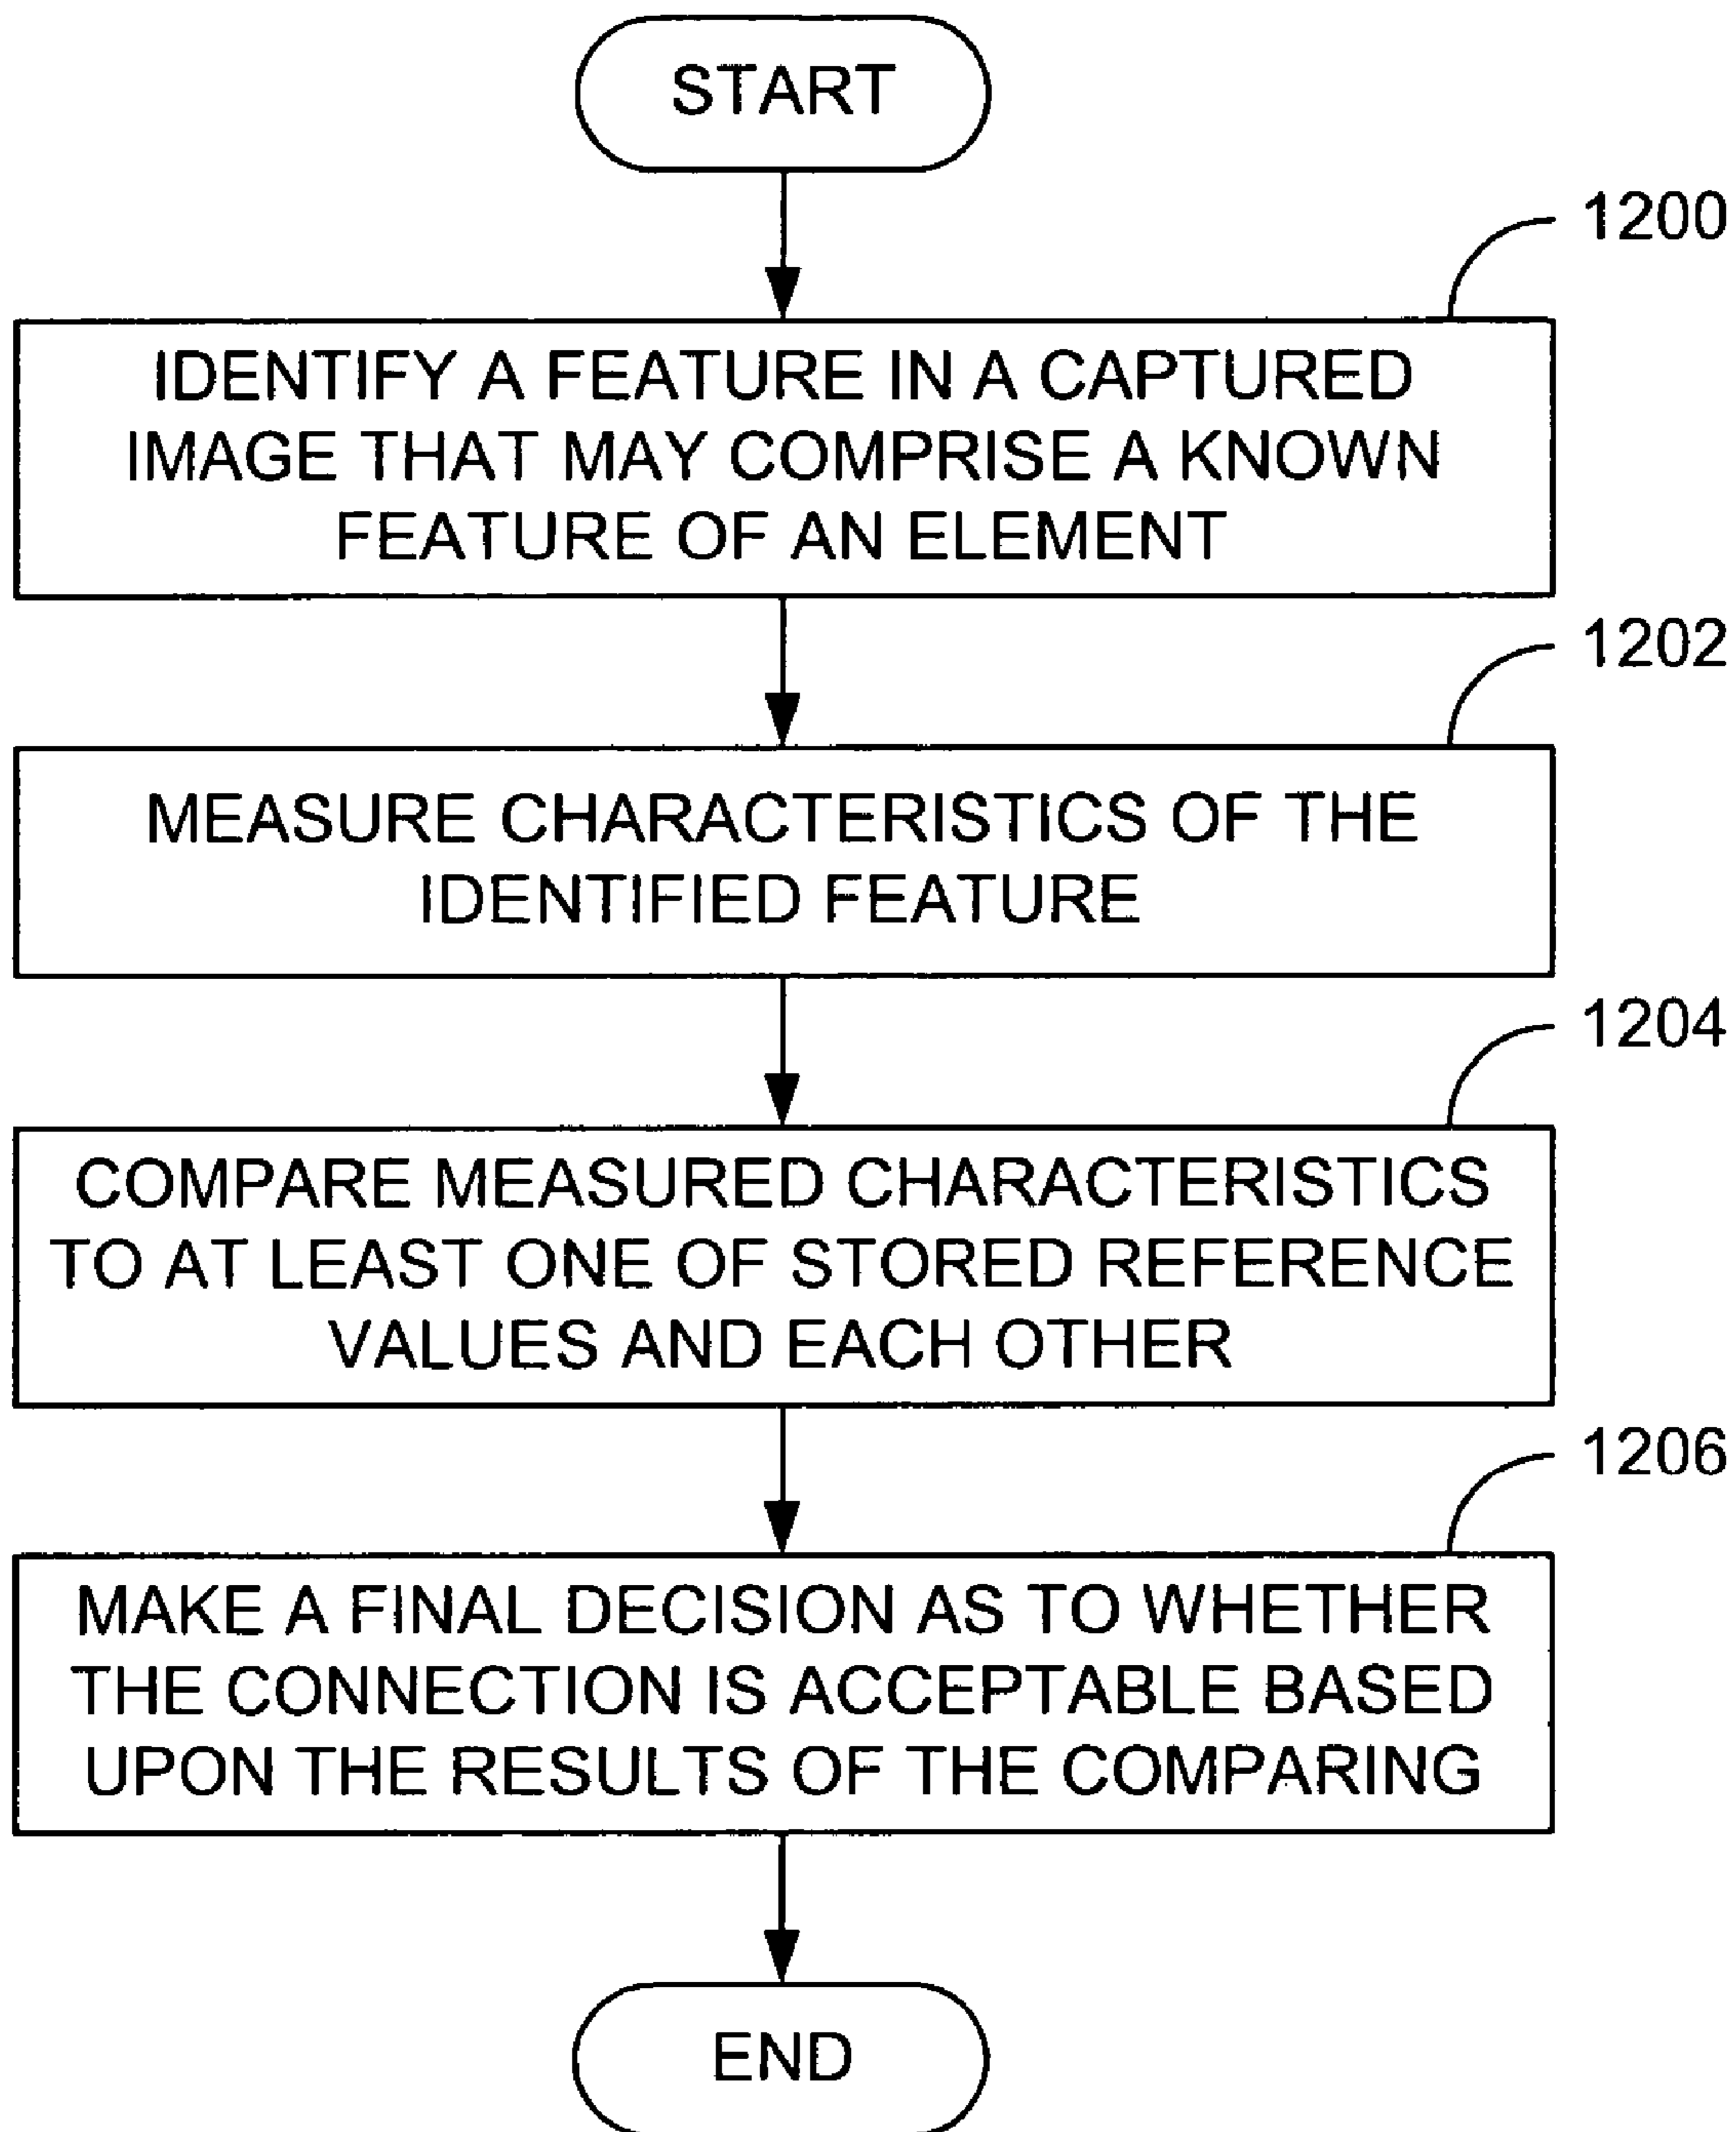 START
1200
IDENTIFY A FEATURE IN A CAPTURED
IMAGE THAT MAY COMPRISE A KNOWN
FEATURE OF AN ELEMENT
1202
MEASURE CHARACTERISTICS OF THE
IDENTIFIED FEATURE
1204
COMPARE MEASURED CHARACTERISTICS
TO AT LEAST ONE OF STORED REFERENCE
VALUES AND EACH OTHER
1206
MAKE A FINAL DECISION AS TO WHETHER
THE CONNECTION IS ACCEPTABLE BASED
UPON THE RESULTS OF THE COMPARING
END